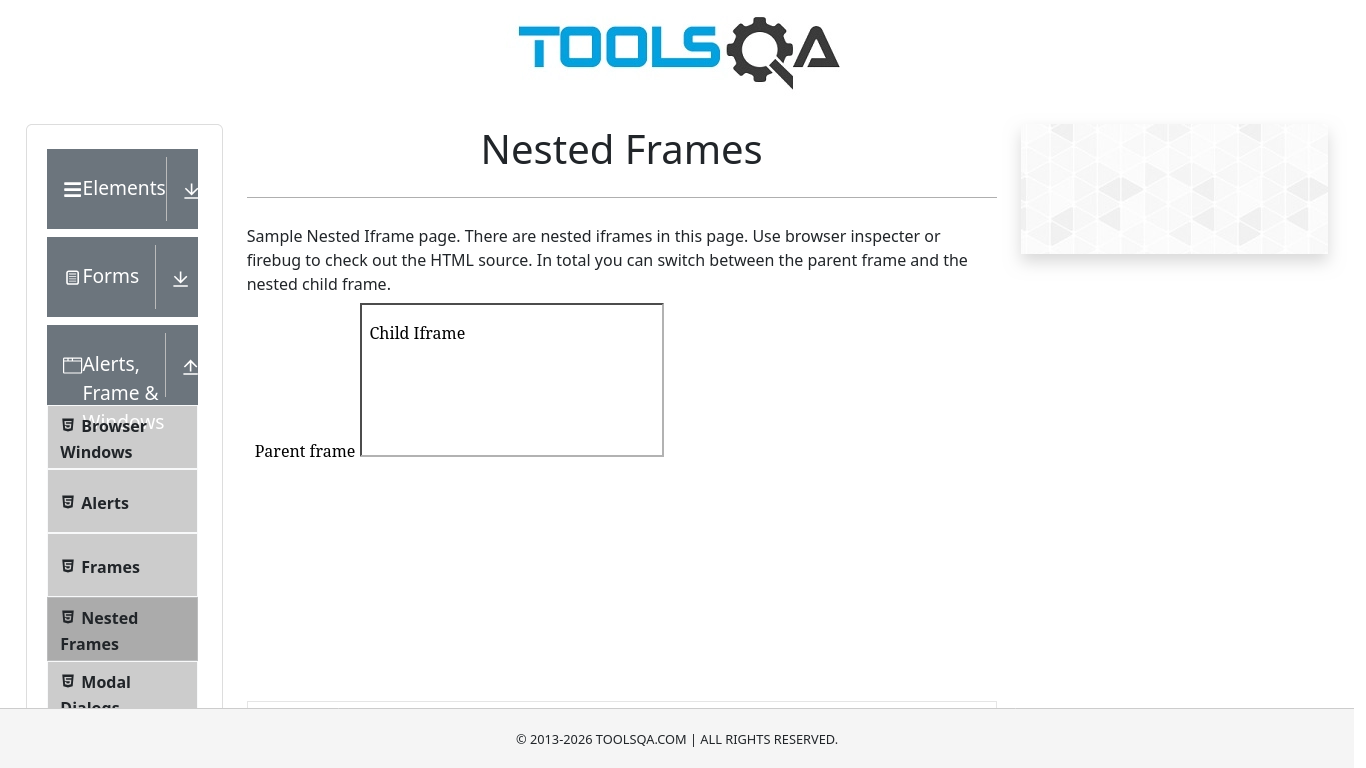 TOOLSQA
Elements
Forms
Alerts,
Frame &
Windows
Browser
Windows
Alerts
Frames
Nested
Frames
Modal
Dialogs
Nested Frames
Sample Nested Iframe page. There are nested iframes in this page. Use browser inspecter or
firebug to check out the HTML source. In total you can switch between the parent frame and the
nested child frame.
Child Iframe
Parent frame
© 2013-2026 TOOLSQA.COM | ALL RIGHTS RESERVED.